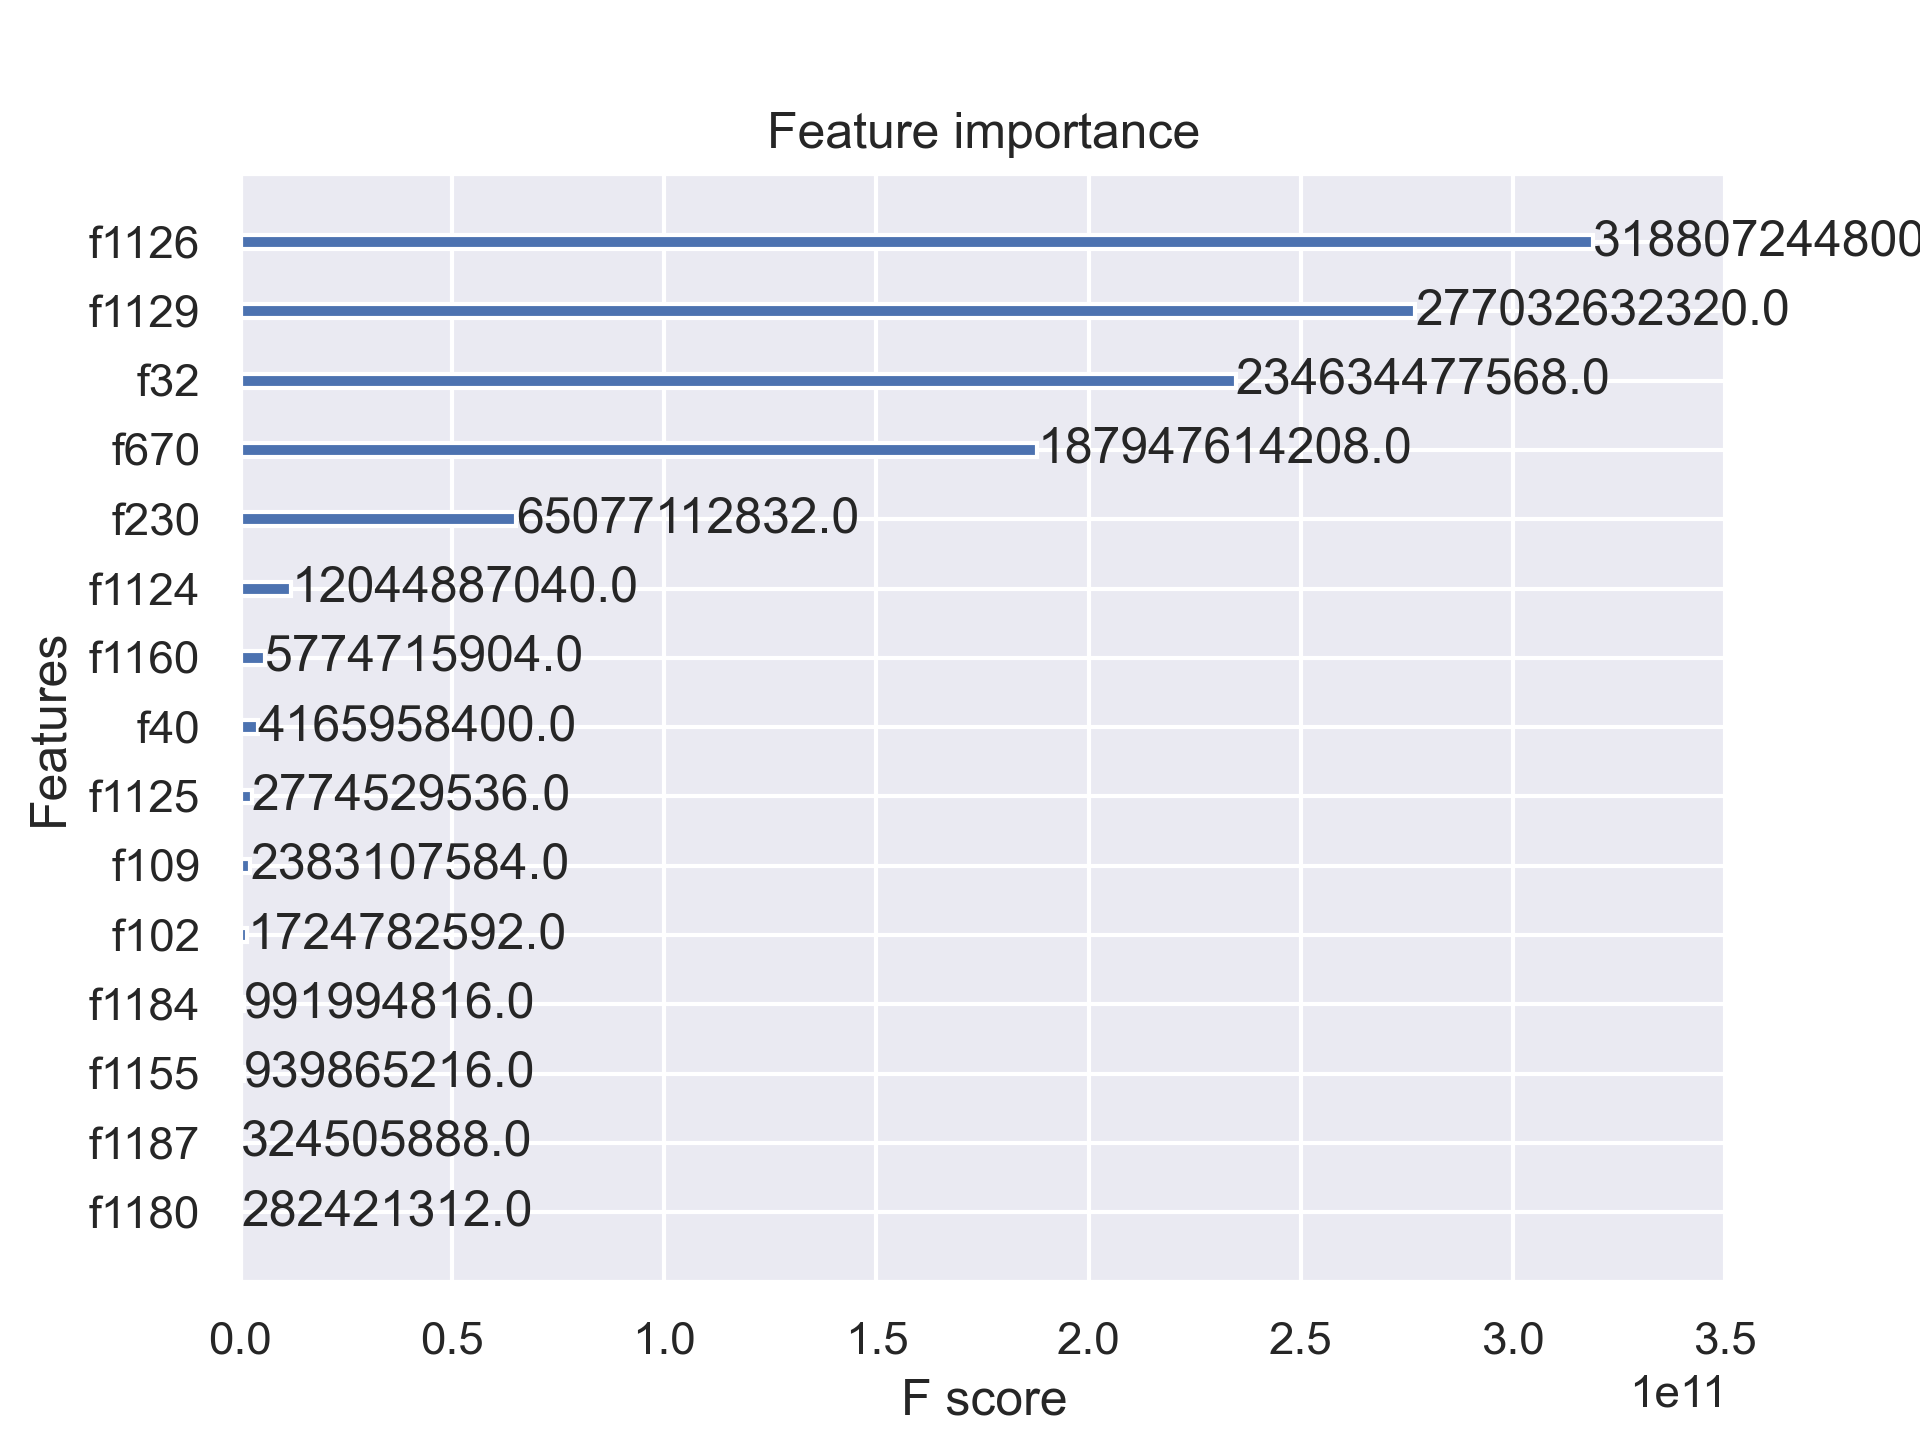 Feature importance
f1126 318807244800
f1129 277032632320.0
f32 234634477568.0
f670 187947614208.0
f230 65077112832.0
f1124 12044887040.0
f1160 5774715904.0
f40 4165958400.0
f1125 2774529536.0
f109 2383107584.0
f102 1724782592.0
f1184 991994816.0
f1155 939865216.0
f1187 324505888.0
f1180 282421312.0
Features
0.0 0.5 1.0 1.5 2.0 2.5 3.0 3.5
1e11
F score